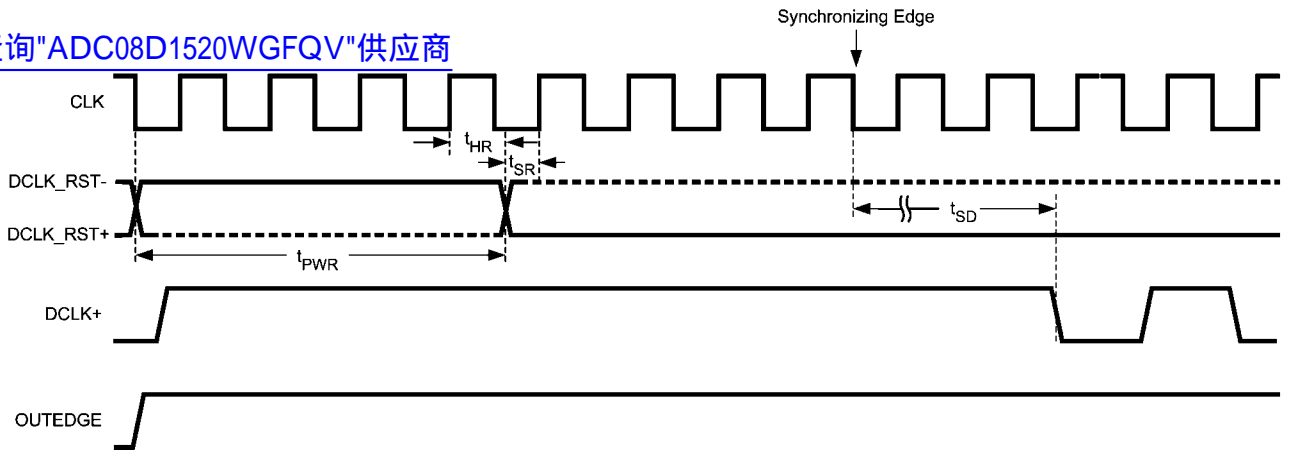 Synchronizing Edge
询"ADC08D1520WGFQV"供应商
CLK
tHR
tSR
DCLK_RST-
tSD
DCLK_RST+
tPWR
DCLK+
OUTEDGE